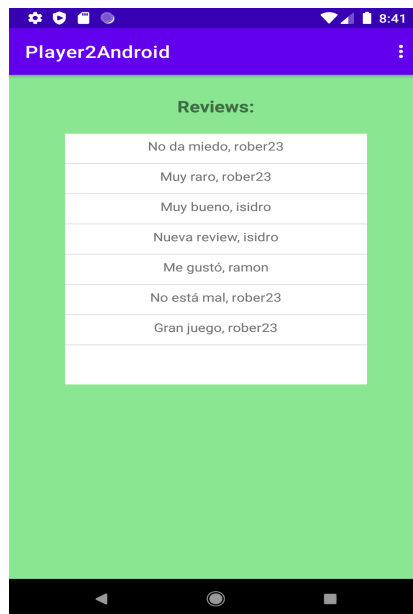 8:41
Player2Android
Reviews:
No da miedo, rober23
Muy raro, rober23
Muy bueno, isidro
Nueva review, isidro
Me gustó, ramon
No está mal, rober23
Gran juego, rober23